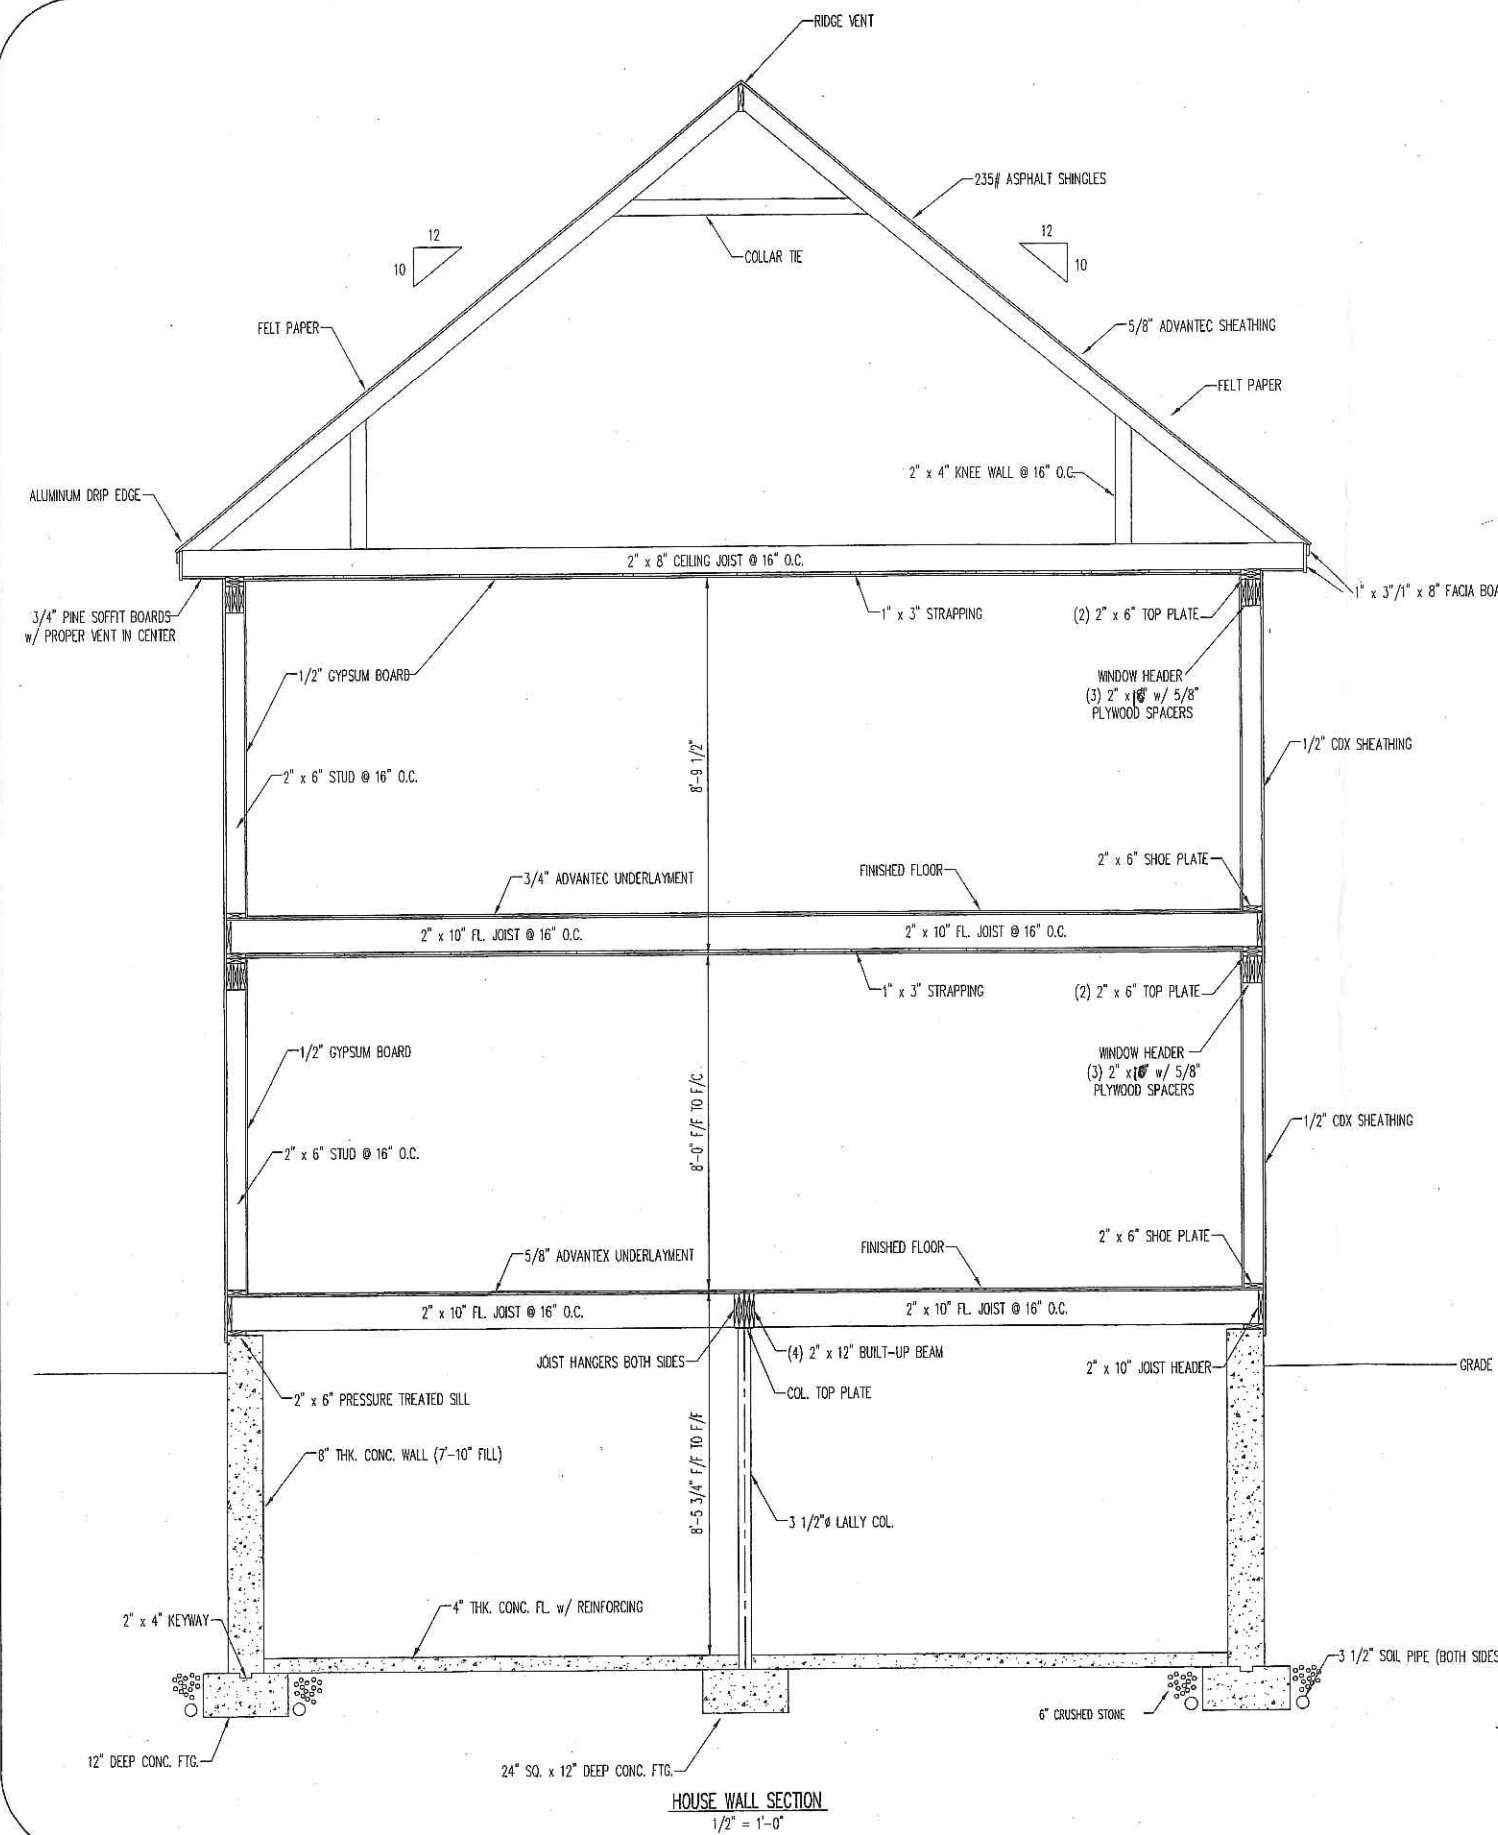 RIDGE VENT
235# ASPHALT SHINGLES
12
10
12
10
COLLAR TIE
FELT PAPER
5/8" ADVANTEC SHEATHING
FELT PAPER
2" x 4" KNEE WALL @ 16" O.C.
ALUMINUM DRIP EDGE
2" x 8" CEILING JOIST @ 16" O.C.
1" x 3"/1" x 8" FACIA BOA
3/4" PINE SOFFIT BOARDS
w/ PROPER VENT IN CENTER
1" x 3" STRAPPING
(2) 2" x 6" TOP PLATE
1/2" GYPSUM BOARD
WINDOW HEADER
(3) 2" x w/ 5/8"
PLYWOOD SPACERS
8'-9 1/2"
1/2" CDX SHEATHING
2" x 6" STUD @ 16" O.C.
2" x 6" SHOE PLATE
3/4" ADVANTEC UNDERLAYMENT
FINISHED FLOOR
2" x 10" FL. JOIST @ 16" O.C.
2" x 10" FL. JOIST @ 16" O.C.
1" x 3" STRAPPING
(2) 2" x 6" TOP PLATE
1/2" GYPSUM BOARD
WINDOW HEADER
(3) 2" x w/ 5/8"
PLYWOOD SPACERS
8'-0" F/F TO F/C
1/2" CDX SHEATHING
2" x 6" STUD @ 16" O.C.
2" x 6" SHOE PLATE
5/8" ADVANTEX UNDERLAYMENT
FINISHED FLOOR
2" x 10" FL. JOIST @ 16" O.C.
2" x 10" FL. JOIST @ 16" O.C.
JOIST HANGERS BOTH SIDES
(4) 2" x 12" BUILT-UP BEAM
2" x 10" JOIST HEADER
GRADE
COL. TOP PLATE
2" x 6" PRESSURE TREATED SILL
8" THK. CONC. WALL (7'-10" FILL)
8'-5 3/4" F/F TO F/F
3 1/2"ø LALLY COL.
4" THK. CONC. FL. w/ REINFORCING
2" x 4" KEYWAY
3 1/2" SOIL PIPE (BOTH SIDES
6" CRUSHED STONE
12" DEEP CONC. FTG.
24" SQ. x 12" DEEP CONC. FTG.
HOUSE WALL SECTION
1/2" = 1'-0"